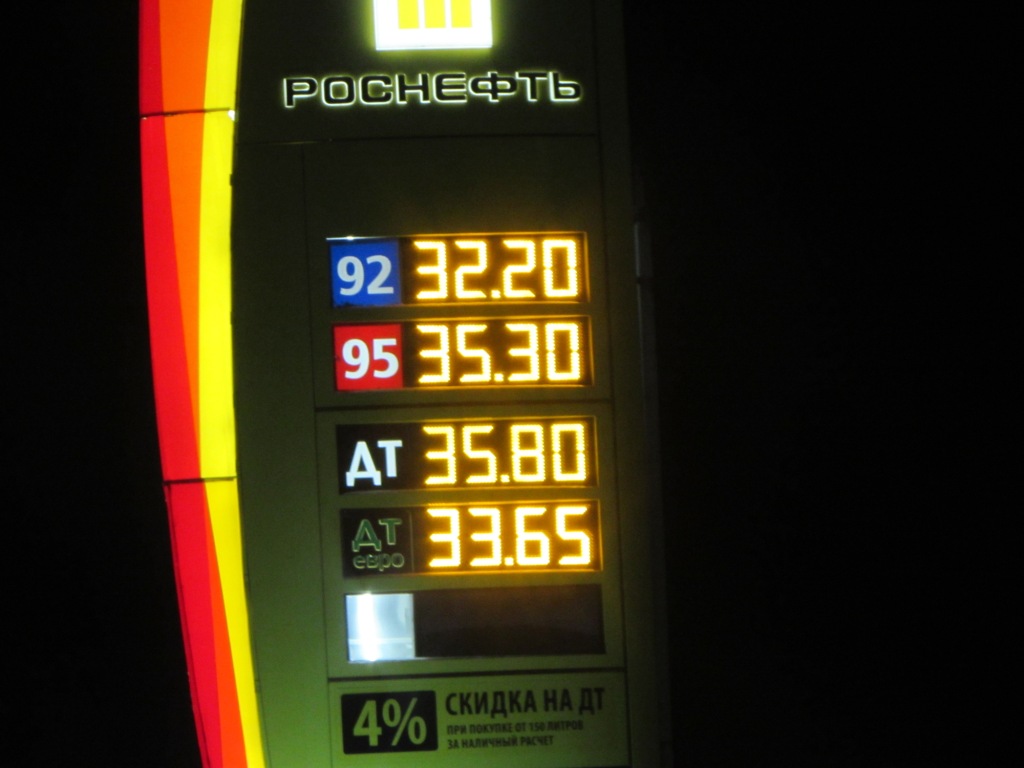 РОСНЕФТЬ
92 32.20
95 35.30
ДТ 35.80
ДТ евро 33.65
4% СКИДКА НА ДТ
ПРИ ПОКУПКЕ ОТ 150 ЛИТРОВ
ЗА НАЛИЧНЫЙ РАСЧЕТ